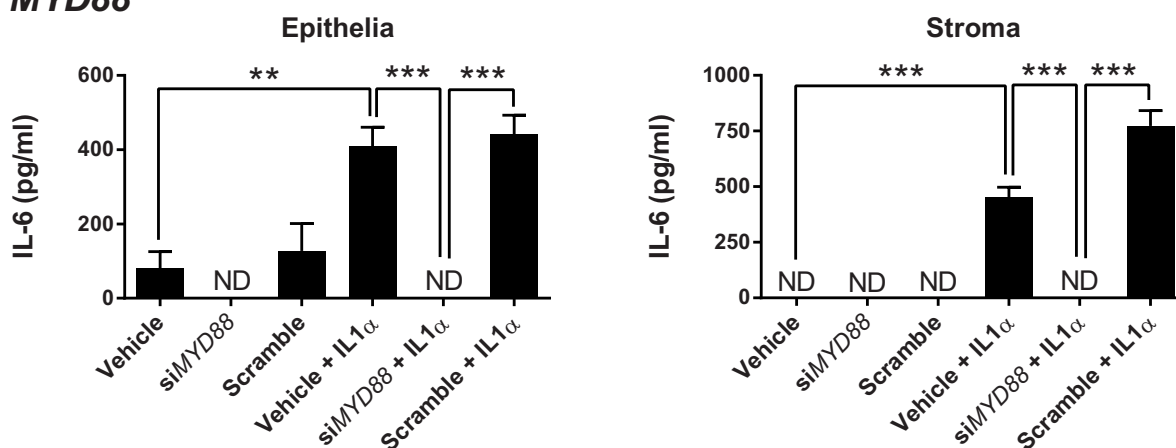 MYD88
Epithelia
IL-6 (pg/ml)
600
400
200
0
** *** ***
ND ND
Vehicle
siMYD88
Scramble
Vehicle + IL1α
siMYD88 + IL1α
Scramble + IL1α
Stroma
IL-6 (pg/ml)
1000
750
500
250
0
*** *** ***
ND ND ND ND
Vehicle
siMYD88
Scramble
Vehicle + IL1α
siMYD88 + IL1α
Scramble + IL1α